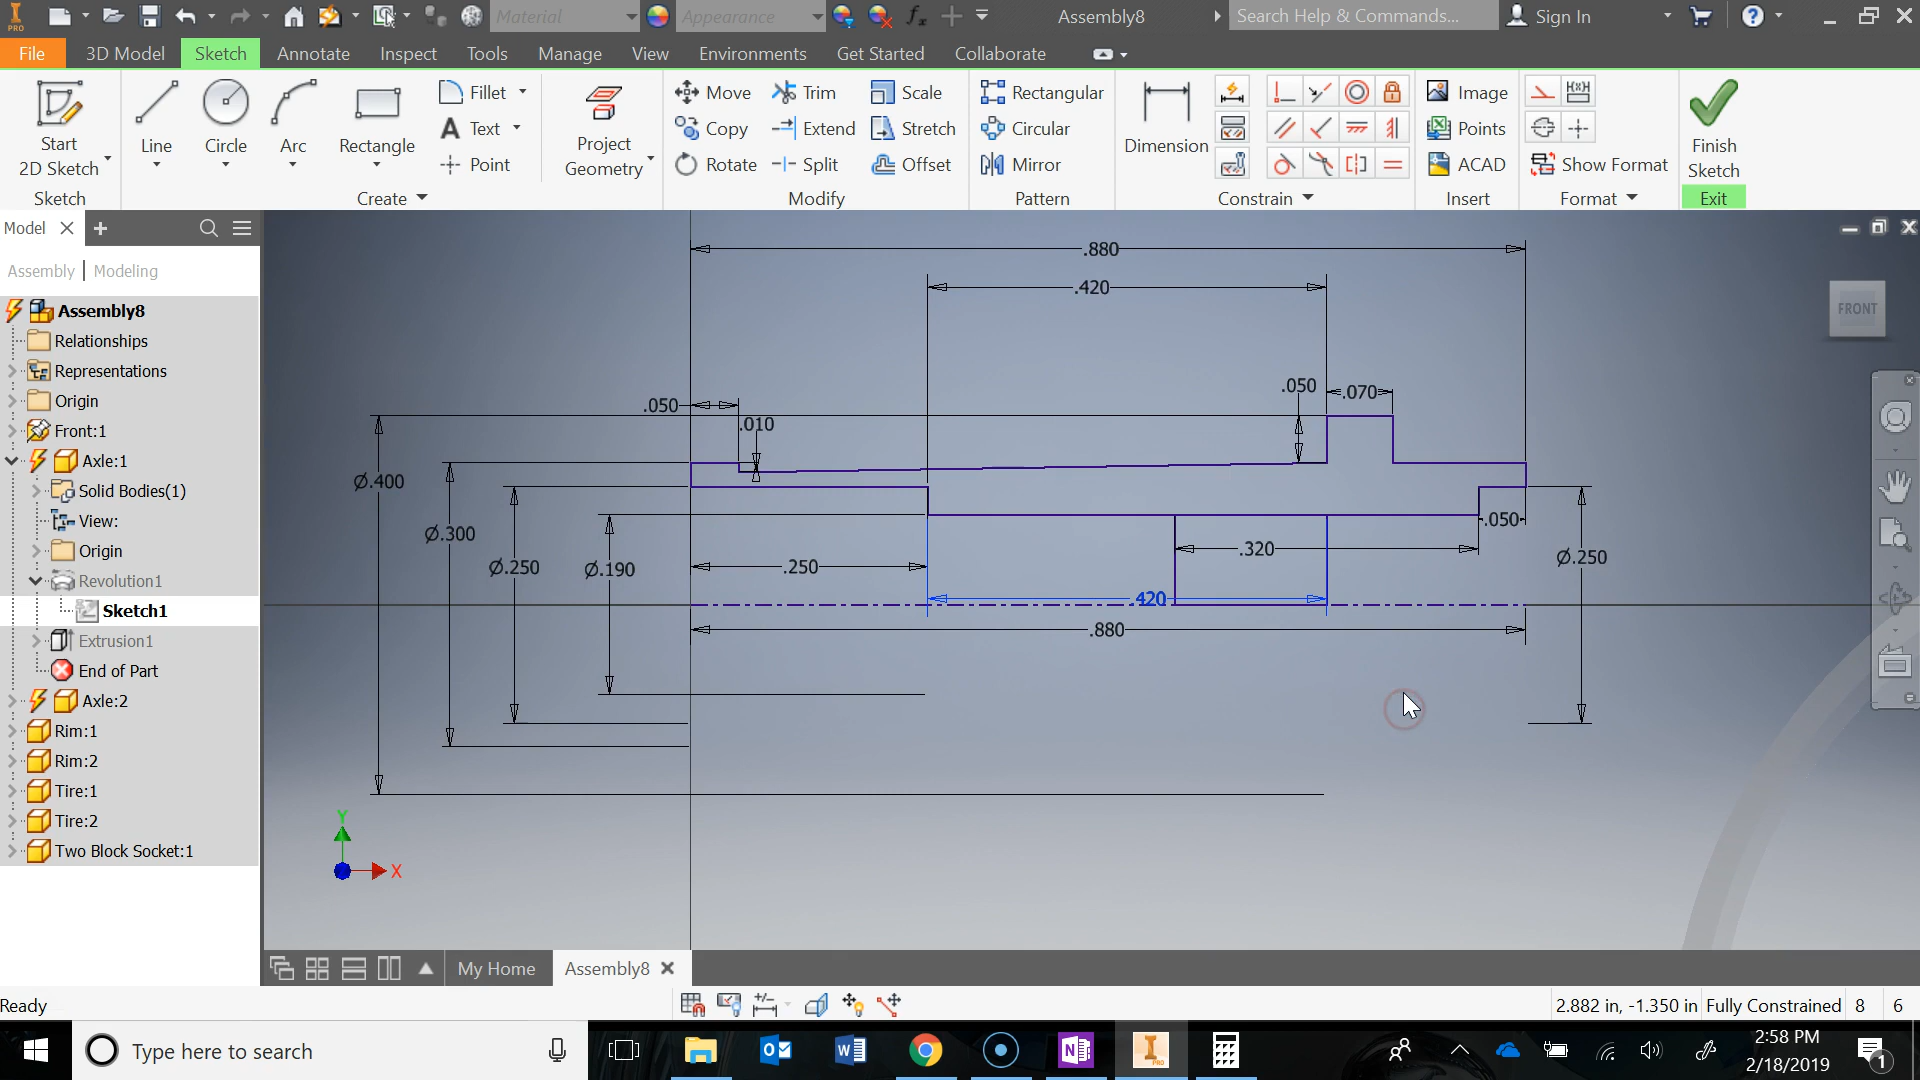 PRO
Material
Appearance
Assembly8
Search Help & Commands...
Sign In
File
3D Model
Sketch
Annotate
Inspect
Tools
Manage
View
Environments
Get Started
Collaborate
Start
2D Sketch
Line
Circle
Arc
Rectangle
Fillet
Text
Point
Project
Geometry
Move
Copy
Rotate
Trim
Extend
Split
Scale
Stretch
Offset
Rectangular
Circular
Mirror
Dimension
Image
Points
ACAD
Show Format
Finish
Sketch
Sketch
Create
Modify
Pattern
Constrain
Insert
Format
Exit
Model
Assembly
Modeling
Assembly8
Relationships
Representations
Origin
Front:1
Axle:1
Solid Bodies(1)
View:
Origin
Revolution1
Sketch1
Extrusion1
End of Part
Axle:2
Rim:1
Rim:2
Tire:1
Tire:2
Two Block Socket:1
.880
.420
.050
.010
.050
.070
Ø.400
Ø.300
Ø.250
Ø.190
.250
.420
.320
.050
Ø.250
.880
FRONT
Y
X
My Home
Assembly8
Ready
2.882 in, -1.350 in
Fully Constrained
8
6
Type here to search
2:58 PM
2/18/2019
1